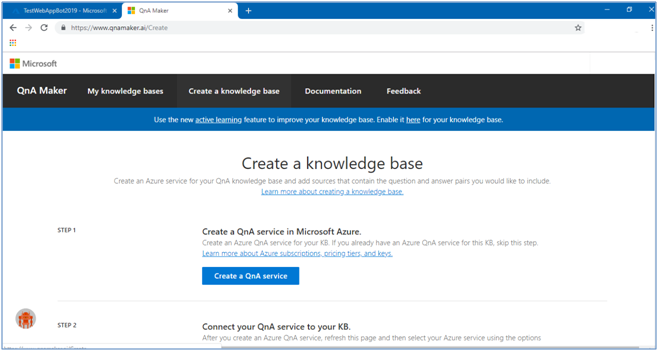 TestWebAppBot2019 - Microsoft
QnA Maker
https://www.qnamaker.ai/Create
Microsoft
QnA Maker My knowledge bases Create a knowledge base Documentation Feedback
Use the new active learning feature to improve your knowledge base. Enable it here for your knowledge base.
Create a knowledge base
Create an Azure service for your QnA knowledge base and add sources that contain the question and answer pairs you would like to include.
Learn more about creating a knowledge base.
STEP 1
Create a QnA service in Microsoft Azure.
Create an Azure QnA service for your KB. If you already have an Azure QnA service for this KB, skip this step.
Learn more about Azure subscriptions, pricing tiers, and keys.
Create a QnA service
STEP 2
Connect your QnA service to your KB.
After you create an Azure QnA service, refresh this page and then select your Azure service using the options